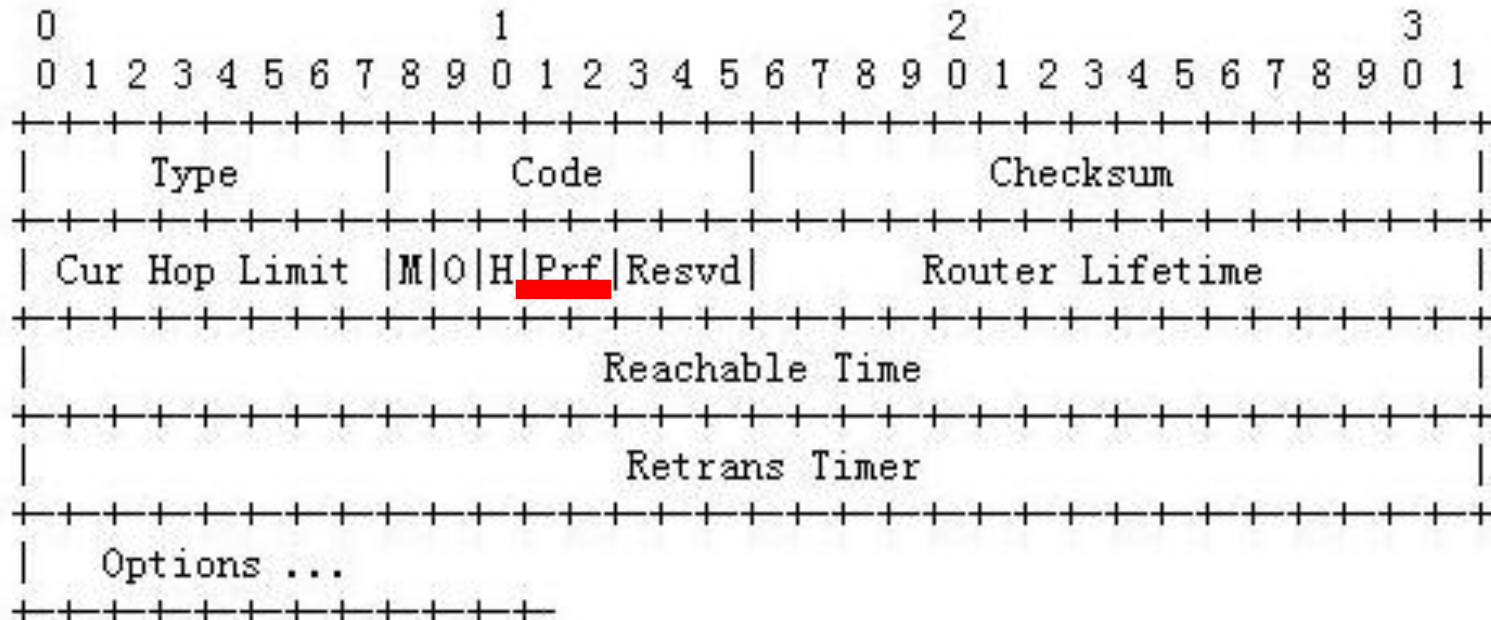 0 1 2 3
0 1 2 3 4 5 6 7 8 9 0 1 2 3 4 5 6 7 8 9 0 1 2 3 4 5 6 7 8 9 0 1
+-+-+-+-+-+-+-+-+-+-+-+-+-+-+-+-+-+-+-+-+-+-+-+-+-+-+-+-+-+-+-+-+
| Type | Code | Checksum |
+-+-+-+-+-+-+-+-+-+-+-+-+-+-+-+-+-+-+-+-+-+-+-+-+-+-+-+-+-+-+-+-+
| Cur Hop Limit |M|O|H|Prf|Resvd| Router Lifetime |
+-+-+-+-+-+-+-+-+-+-+-+-+-+-+-+-+-+-+-+-+-+-+-+-+-+-+-+-+-+-+-+-+
| Reachable Time |
+-+-+-+-+-+-+-+-+-+-+-+-+-+-+-+-+-+-+-+-+-+-+-+-+-+-+-+-+-+-+-+-+
| Retrans Timer |
+-+-+-+-+-+-+-+-+-+-+-+-+-+-+-+-+-+-+-+-+-+-+-+-+-+-+-+-+-+-+-+-+
| Options ...
+-+-+-+-+-+-+-+-+-+-+-+-